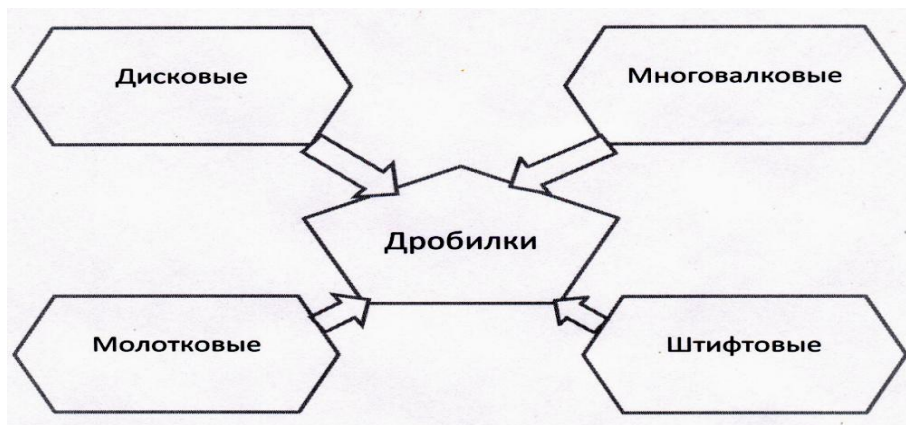 Дисковые
Многовалковые
Дробилки
Молотковые
Штифтовые